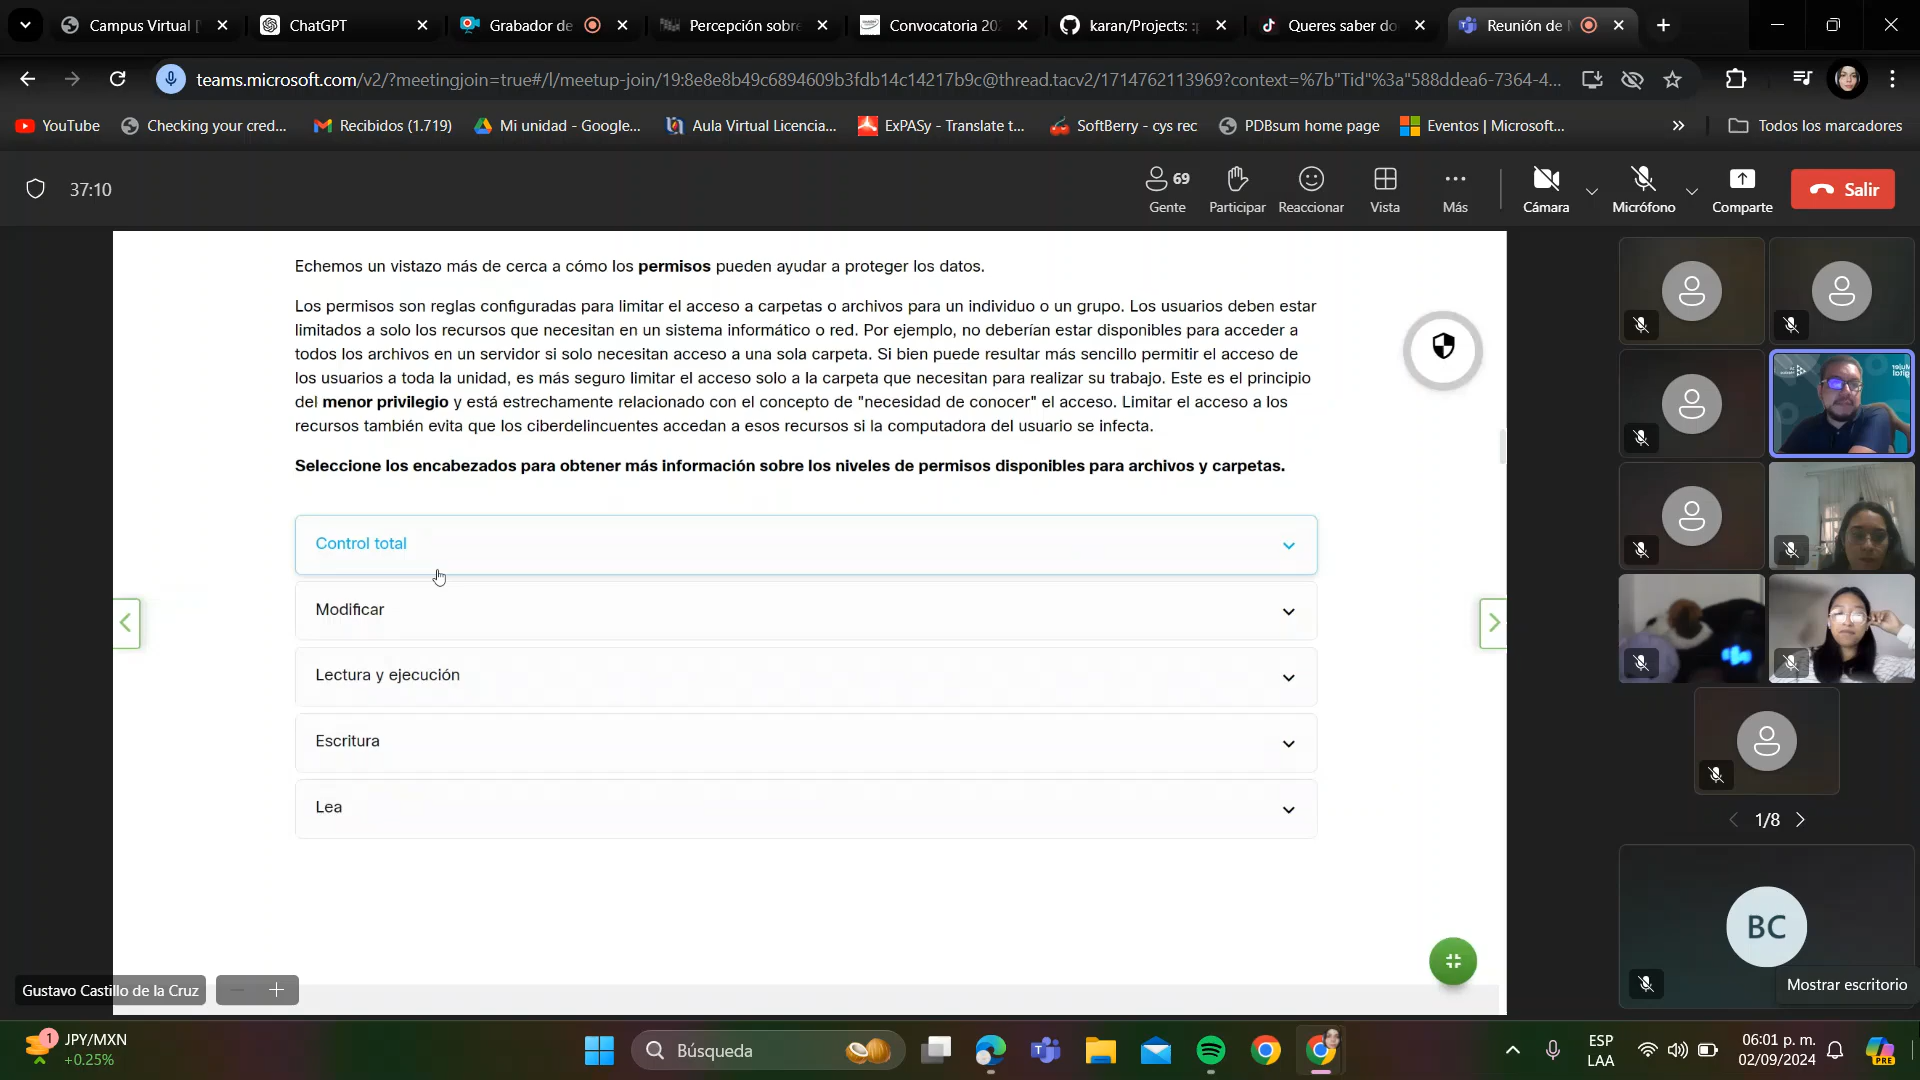 Campus Virtual [
ChatGPT
Grabador de
Percepción sobre
Convocatoria 20
karan/Projects: :p
Queres saber do
Reunión de
teams.microsoft.com/v2/?meetingjoin=true#/l/meetup-join/19:8e8e8b49c6894609b3fdb14c14217b9c@thread.tacv2/1714762113969?context=%7b"Tid"%3a"588ddea6-7364-4...
YouTube
Checking your cred...
Recibidos (1.719)
Mi unidad - Google...
Aula Virtual Licencia...
ExPASy - Translate t...
SoftBerry - cys rec
PDBsum home page
Eventos | Microsoft...
»
Todos los marcadores
37:10
69
Gente
Participar
Reaccionar
Vista
Más
Cámara
Micrófono
Comparte
Salir
Echemos un vistazo más de cerca a cómo los permisos pueden ayudar a proteger los datos.
Los permisos son reglas configuradas para limitar el acceso a carpetas o archivos para un individuo o un grupo. Los usuarios deben estar
limitados a solo los recursos que necesitan en un sistema informático o red. Por ejemplo, no deberían estar disponibles para acceder a
todos los archivos en un servidor si solo necesitan acceso a una sola carpeta. Si bien puede resultar más sencillo permitir el acceso de
los usuarios a toda la unidad, es más seguro limitar el acceso solo a la carpeta que necesitan para realizar su trabajo. Este es el principio
del menor privilegio y está estrechamente relacionado con el concepto de "necesidad de conocer" el acceso. Limitar el acceso a los
recursos también evita que los ciberdelincuentes accedan a esos recursos si la computadora del usuario se infecta.
Seleccione los encabezados para obtener más información sobre los niveles de permisos disponibles para archivos y carpetas.
Control total
Modificar
Lectura y ejecución
Escritura
Lea
1/8
BC
Mostrar escritorio
Gustavo Castillo de la Cruz
1
JPY/MXN
+0.25%
Búsqueda
ESP
LAA
06:01 p. m.
02/09/2024
PRE